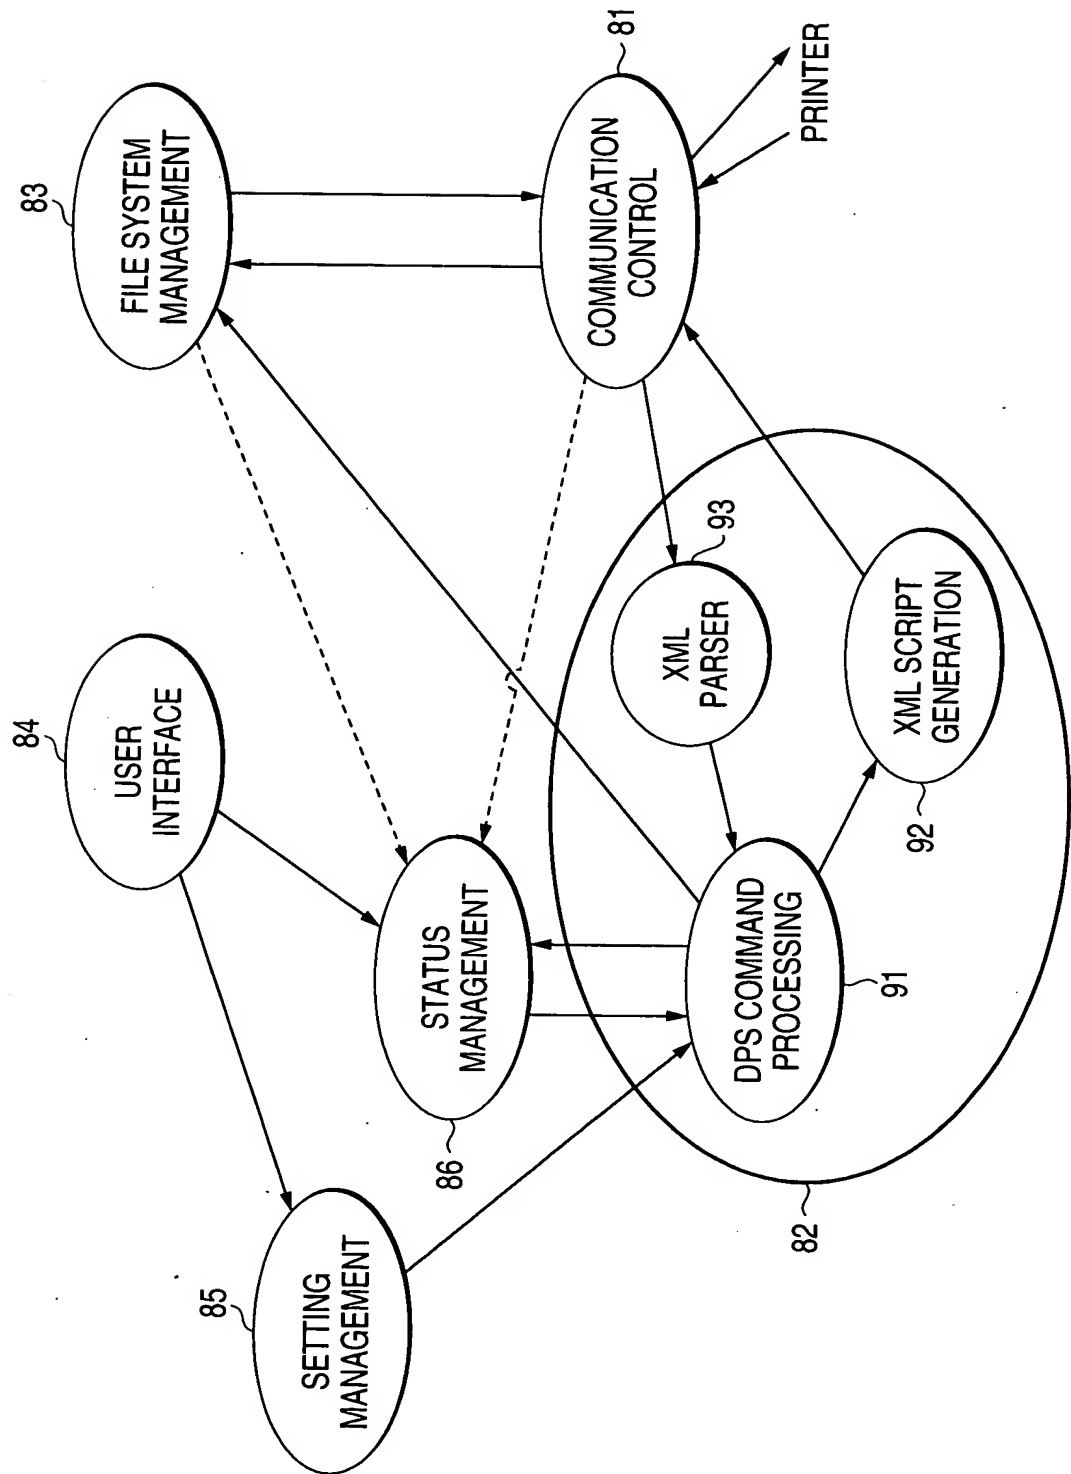 85
SETTING
MANAGEMENT
84
USER
INTERFACE
83
FILE SYSTEM
MANAGEMENT
86
STATUS
MANAGEMENT
81
COMMUNICATION
CONTROL
PRINTER
82
DPS COMMAND
PROCESSING
91
XML
PARSER
93
XML SCRIPT
GENERATION
92